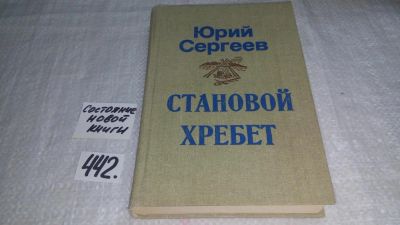 Юрий
Сергеев
СТАНОВОЙ
ХРЕБЕТ
Состояние
новой
книги
442.